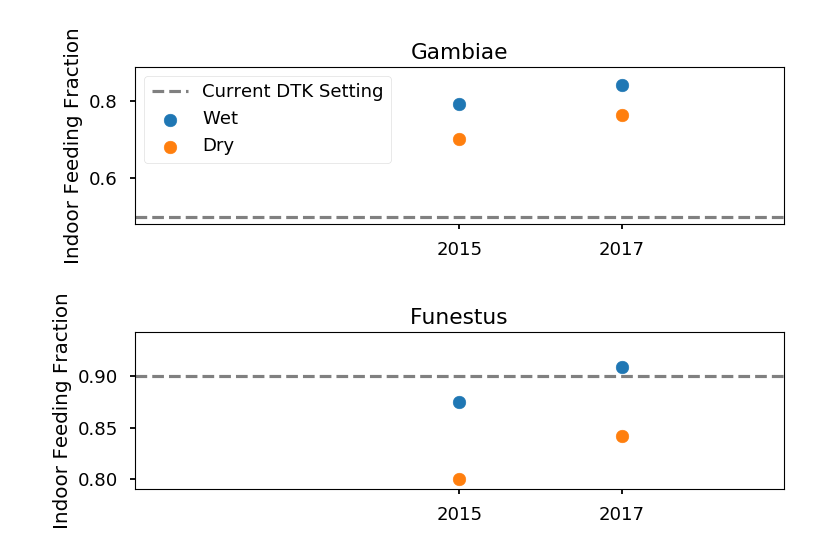 Gambiae
Indoor Feeding Fraction
0.8
0.6
Current DTK Setting
Wet
Dry
2015
2017
Funestus
Indoor Feeding Fraction
0.90
0.85
0.80
2015
2017